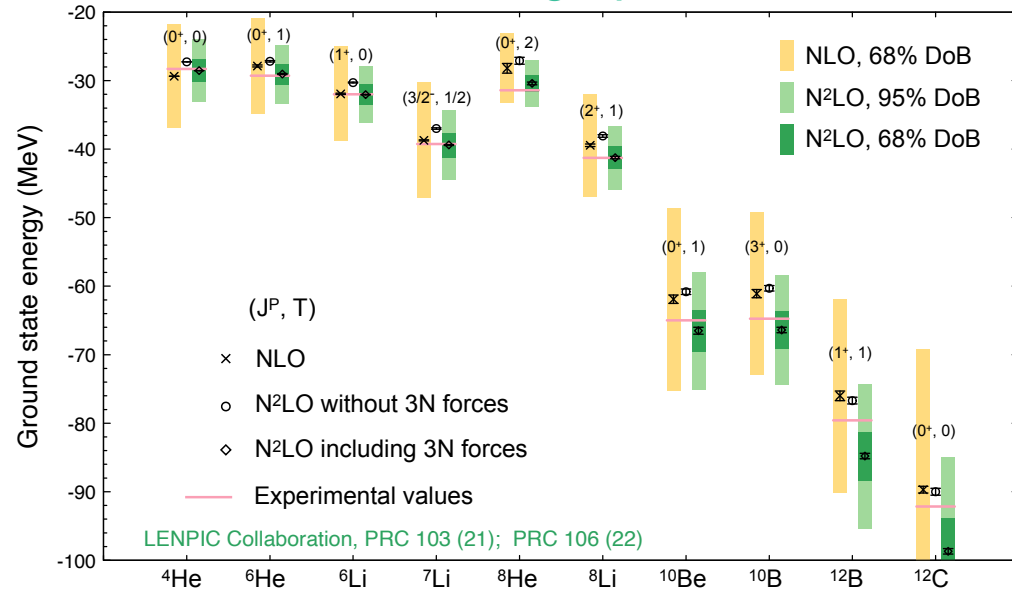 -20
-30
-40
-50
-60
-70
-80
-90
-100
Ground state energy (MeV)
(0⁺, 0)
(0⁺, 1)
(1⁺, 0)
(3/2⁻, 1/2)
(0⁺, 2)
(2⁺, 1)
(0⁺, 1)
(3⁺, 0)
(1⁺, 1)
(0⁺, 0)
NLO, 68% DoB
N²LO, 95% DoB
N²LO, 68% DoB
(Jᴾ, T)
NLO
N²LO without 3N forces
N²LO including 3N forces
Experimental values
LENPIC Collaboration, PRC 103 (21); PRC 106 (22)
⁴He ⁶He ⁶Li ⁷Li ⁸He ⁸Li ¹⁰Be ¹⁰B ¹²B ¹²C